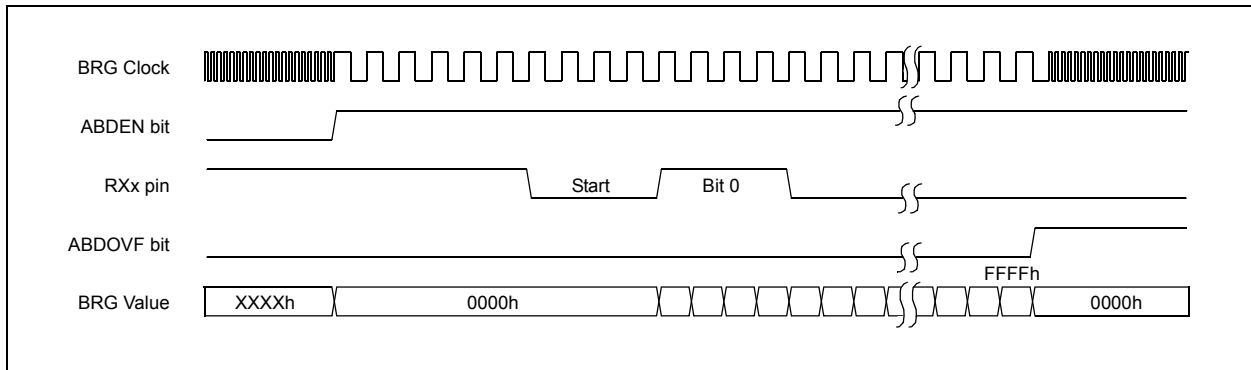 BRG Clock
ABDEN bit
RXx pin
Start
Bit 0
ABDOVF bit
FFFFh
BRG Value
XXXXh
0000h
0000h